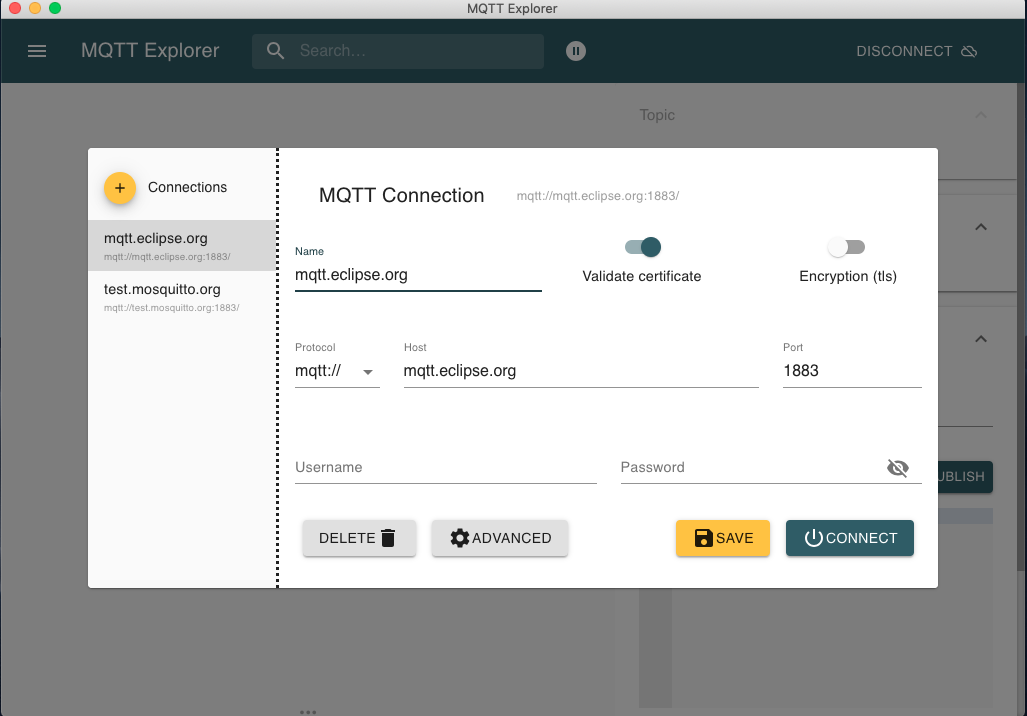 MQTT Explorer
MQTT Explorer
Search...
DISCONNECT
Topic
Connections
mqtt.eclipse.org
mqtt://mqtt.eclipse.org:1883/
test.mosquitto.org
mqtt://test.mosquitto.org:1883/
MQTT Connection
mqtt://mqtt.eclipse.org:1883/
Name
mqtt.eclipse.org
Validate certificate
Encryption (tls)
Protocol
mqtt://
Host
mqtt.eclipse.org
Port
1883
Username
Password
UBLISH
DELETE
ADVANCED
SAVE
CONNECT